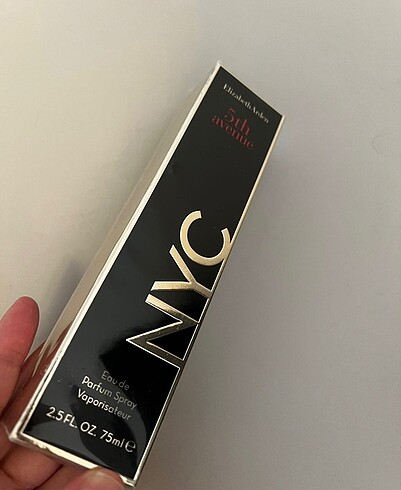 Elizabeth Arden
5th
avenue
NYC
Eau de
Parfum Spray
Vaporisateur
2.5 FL. OZ. 75ml ℮